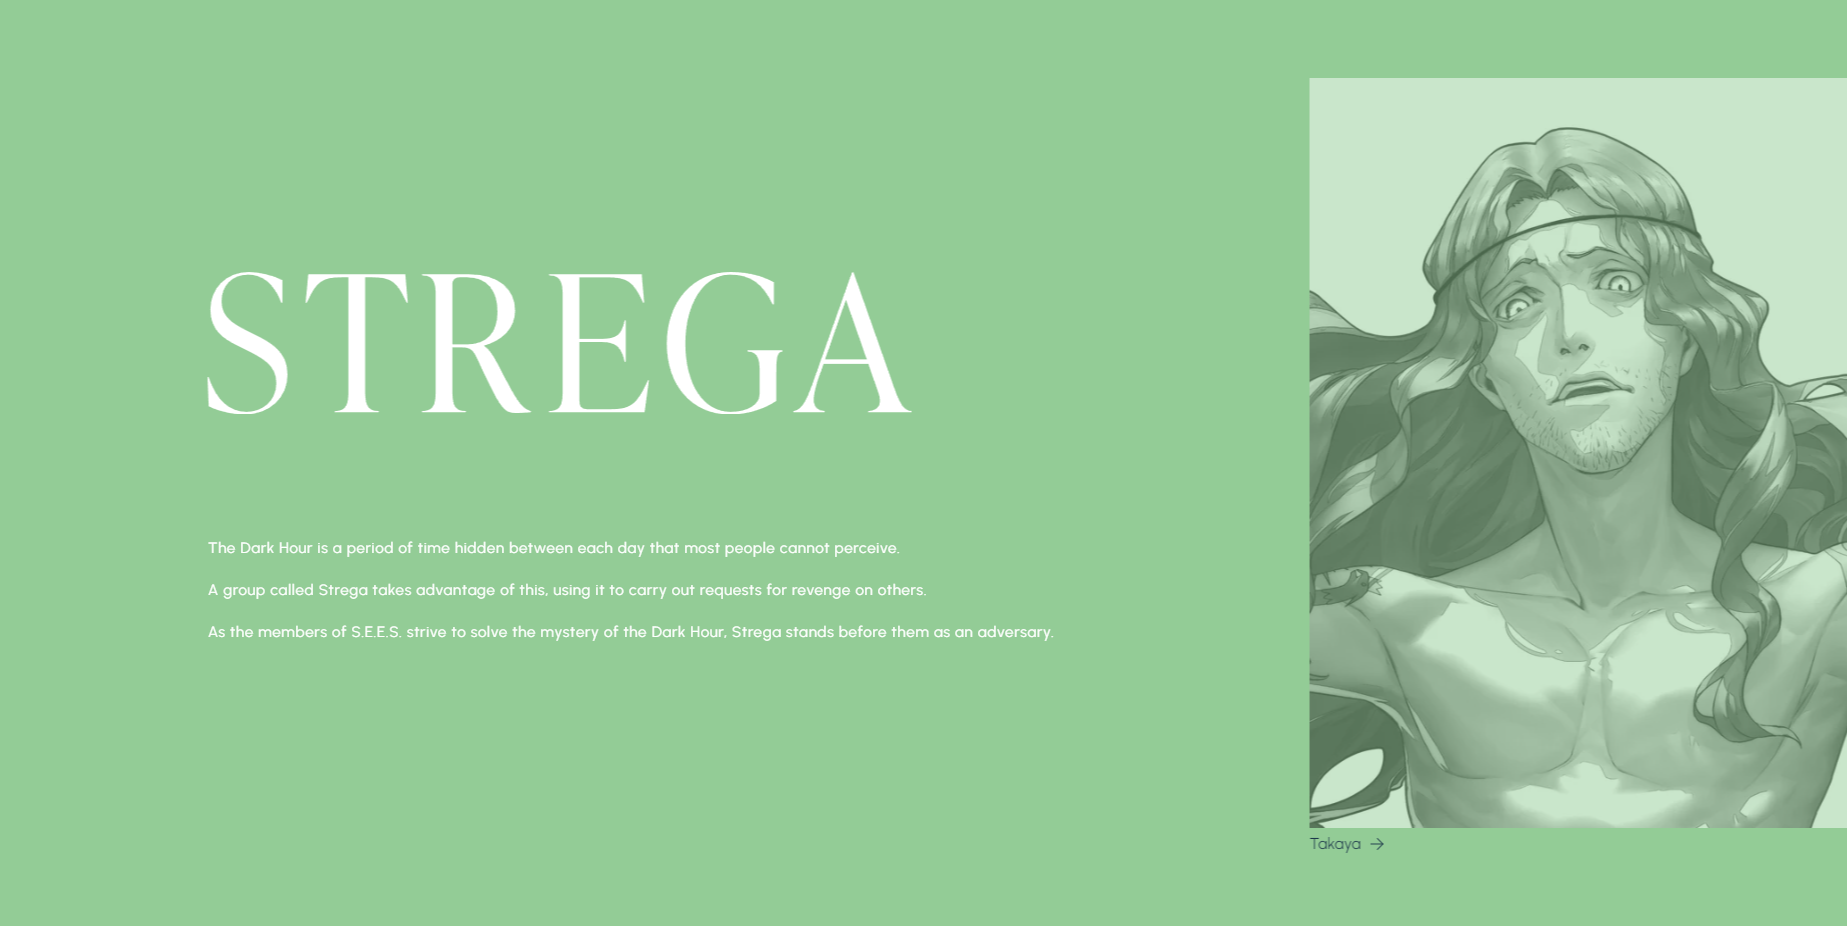 STREGA
The Dark Hour is a period of time hidden between each day that most people cannot perceive.
A group called Strega takes advantage of this, using it to carry out requests for revenge on others.
As the members of S.E.E.S. strive to solve the mystery of the Dark Hour, Strega stands before them as an adversary.
Takaya →